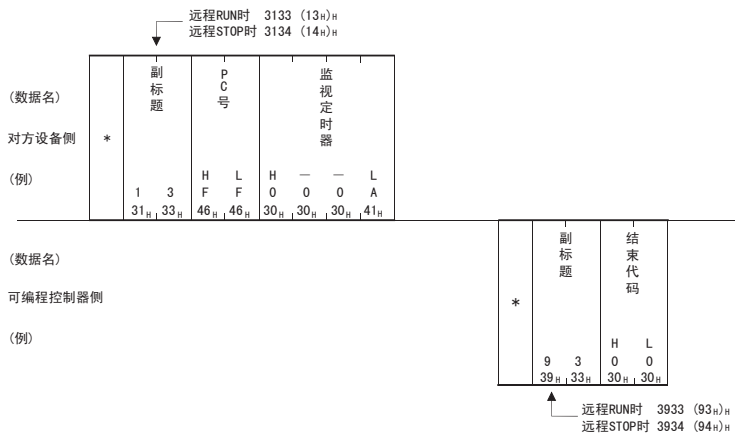 远程RUN时 3133 (13H)H
远程STOP时 3134 (14H)H
副标题
PC号
监视定时器
(数据名)
对方设备侧
*
(例)
H L H — — L
1 3 F F 0 0 0 A
31H 33H 46H 46H 30H 30H 30H 41H
(数据名)
副标题
结束代码
可编程控制器侧
*
(例)
H L
9 3 0 0
39H 33H 30H 30H
远程RUN时 3933 (93H)H
远程STOP时 3934 (94H)H